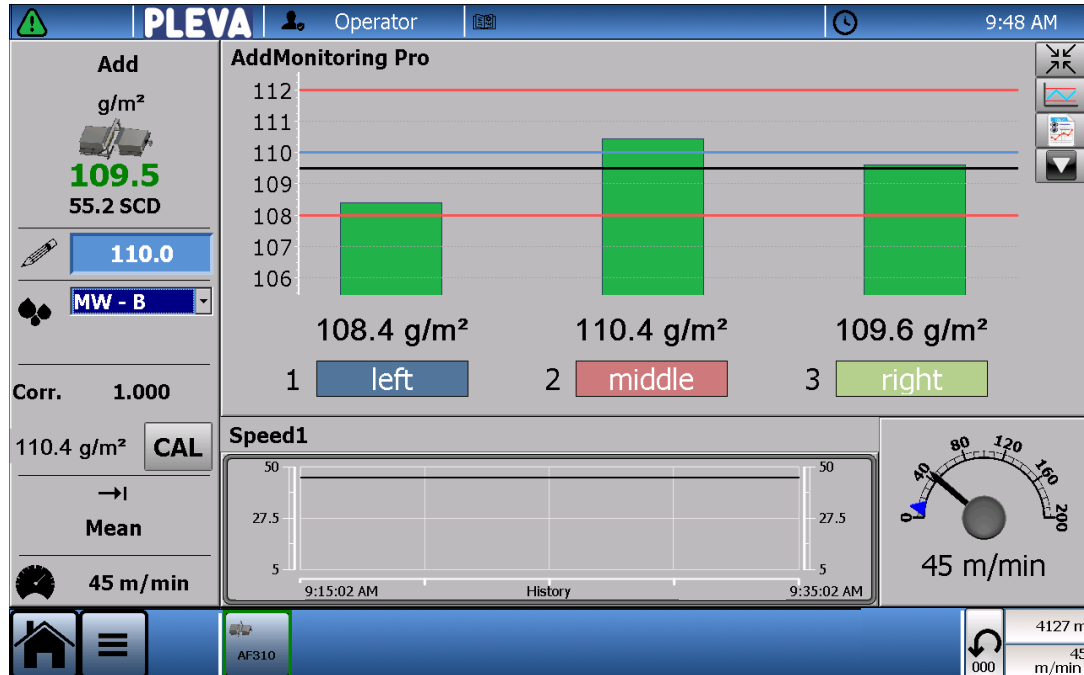 PLEVA Operator 9:48 AM
Add
g/m²
109.5
55.2 SCD
110.0
MW - B
Corr. 1.000
110.4 g/m² CAL
Mean
45 m/min
AddMonitoring Pro
112
111
110
109
108
107
106
108.4 g/m² 110.4 g/m² 109.6 g/m²
1 left 2 middle 3 right
Speed1
50 50
27.5 27.5
5 5
9:15:02 AM History 9:35:02 AM
0 40 80 120 160 200
45 m/min
AF310
000
4127 m
45
m/min